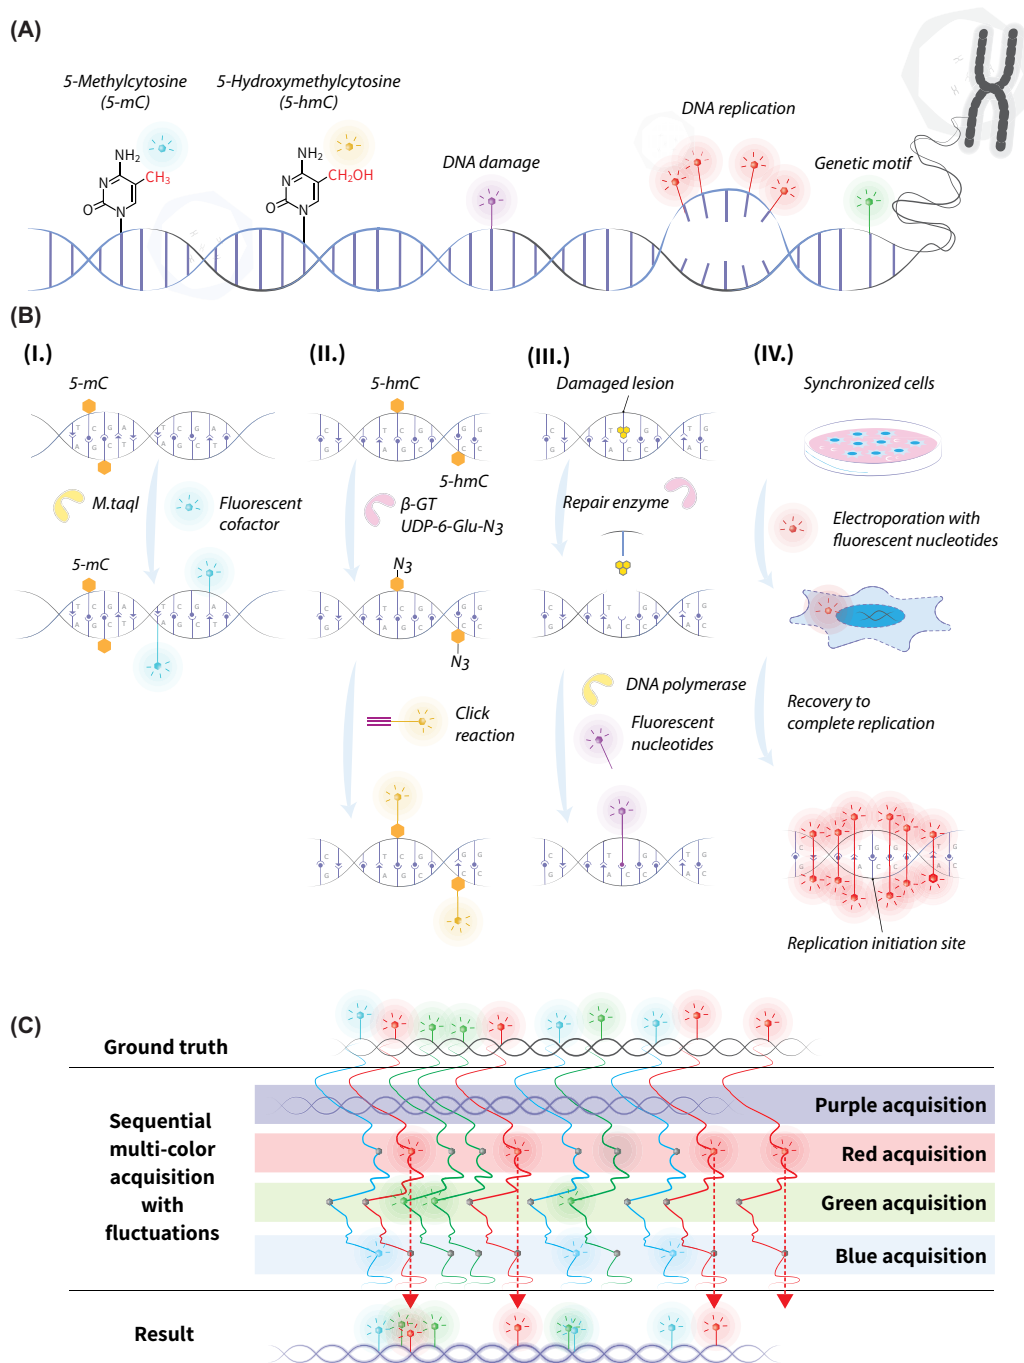 (A)
5-Methylcytosine
(5-mC)
5-Hydroxymethylcytosine
(5-hmC)
DNA damage
DNA replication
Genetic motif
NH2
N
CH3
O
N
NH2
N
CH2OH
O
N
(B)
(I.)
(II.)
(III.)
(IV.)
5-mC
5-hmC
Damaged lesion
Synchronized cells
T C G A
A G C T
T C G A
A G C T
C
G
T C G
A G C
G G
C C
C
G
T
A C C
T G
A C
5-hmC
M.taqI
Fluorescent
cofactor
β-GT
UDP-6-Glu-N3
Repair enzyme
Electroporation with
fluorescent nucleotides
5-mC
N3
T C G A
A G C T
T C G A
A G C T
C
G
T C G
A G C
G G
C C
C
G
T
A C C
T G
A C
N3
Click
reaction
DNA polymerase
Fluorescent
nucleotides
Recovery to
complete replication
C
G
T C G
A G C
G G
C C
C
G
T G
A C C
T G
A C
C
G
T G
A C C
T G
A C
Replication initiation site
(C)
Ground truth
Sequential
multi-color
acquisition
with
fluctuations
Purple acquisition
Red acquisition
Green acquisition
Blue acquisition
Result